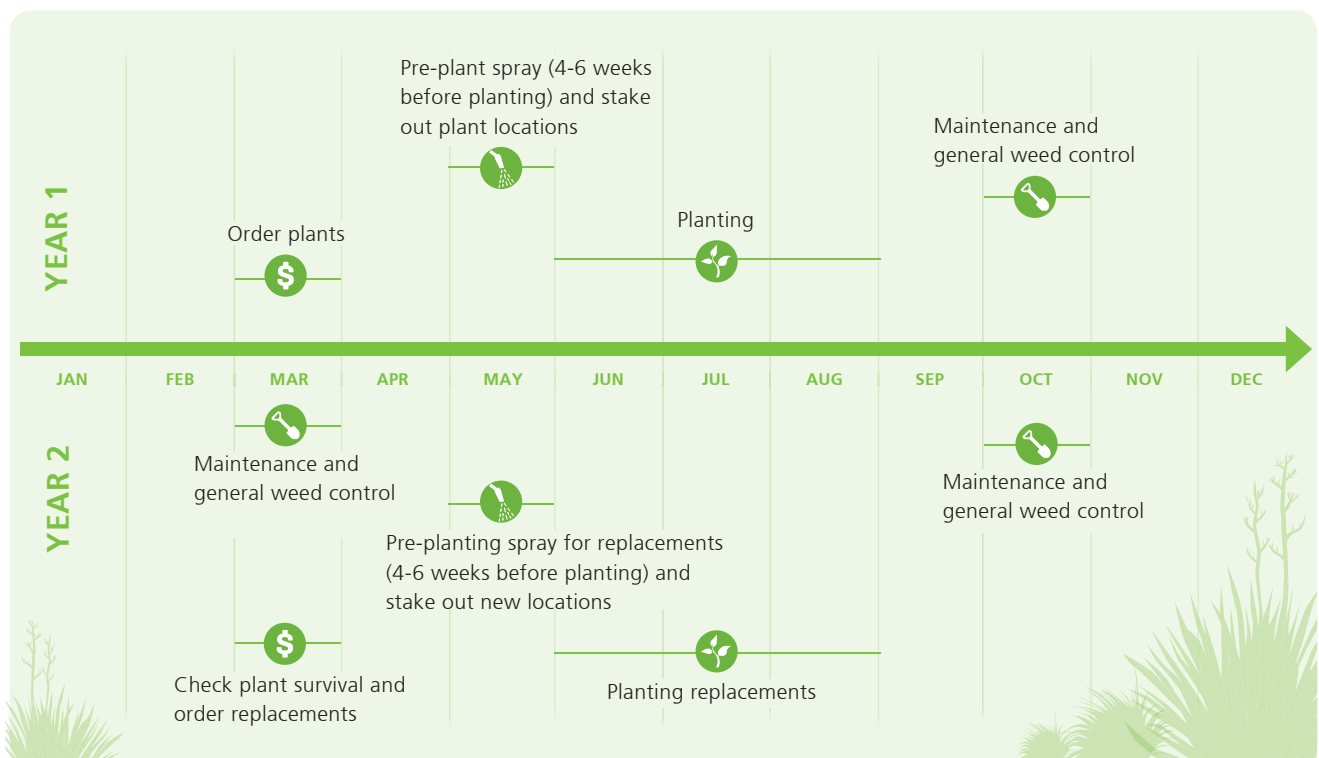 YEAR 1
Pre-plant spray (4-6 weeks
before planting) and stake
out plant locations
Maintenance and
general weed control
Planting
Order plants
$
JAN
FEB
MAR
APR
MAY
JUN
JUL
AUG
SEP
OCT
NOV
DEC
YEAR 2
Maintenance and
general weed control
Maintenance and
general weed control
Pre-planting spray for replacements
(4-6 weeks before planting) and
stake out new locations
$
Check plant survival and
order replacements
Planting replacements